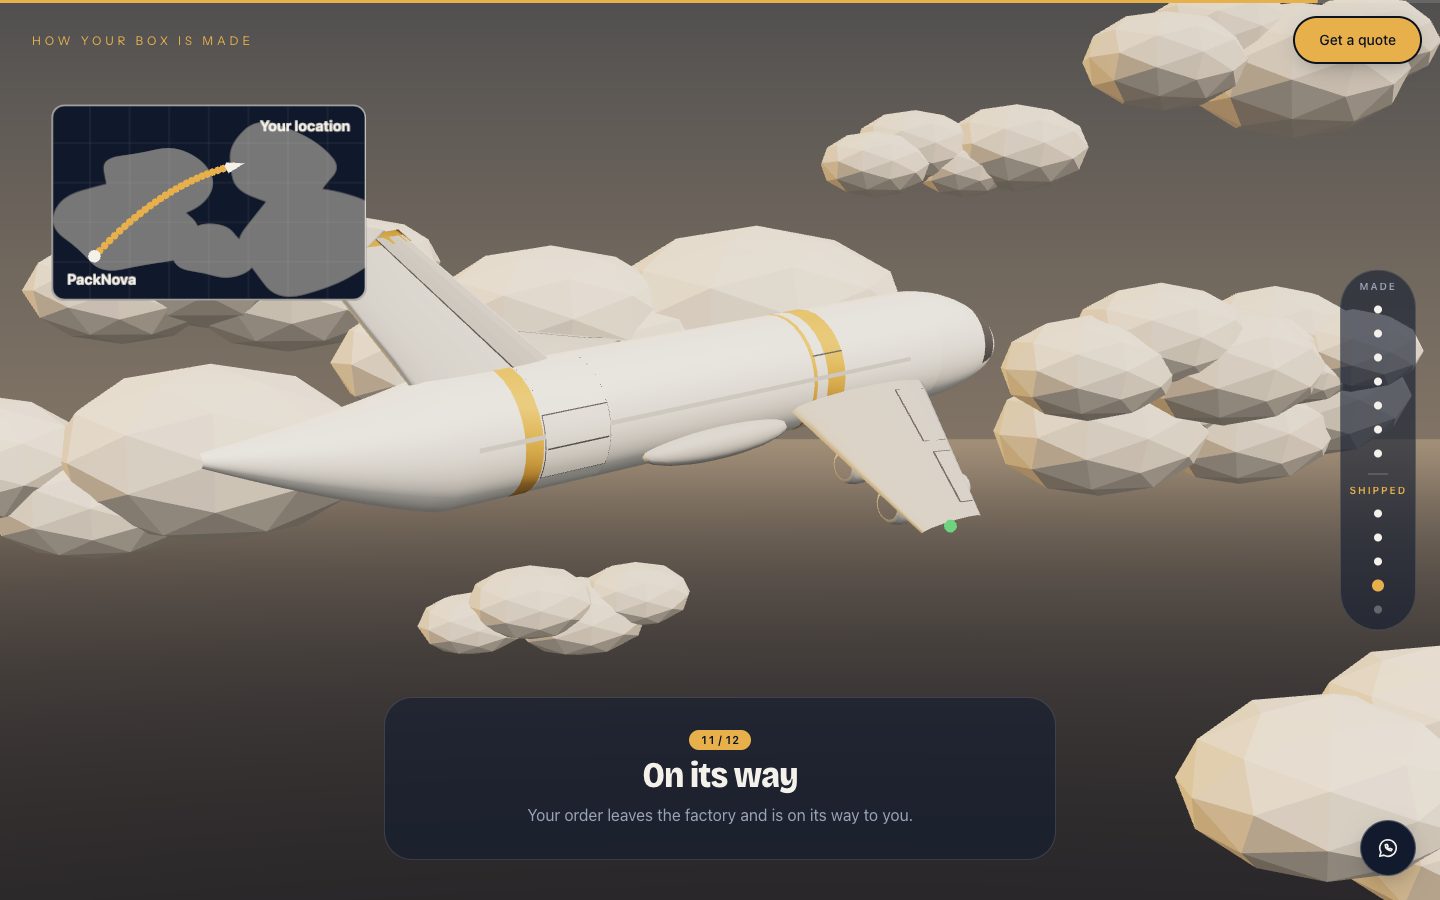 HOW YOUR BOX IS MADE
Get a quote
Your location
PackNova
MADE
SHIPPED
11 / 12
On its way
Your order leaves the factory and is on its way to you.